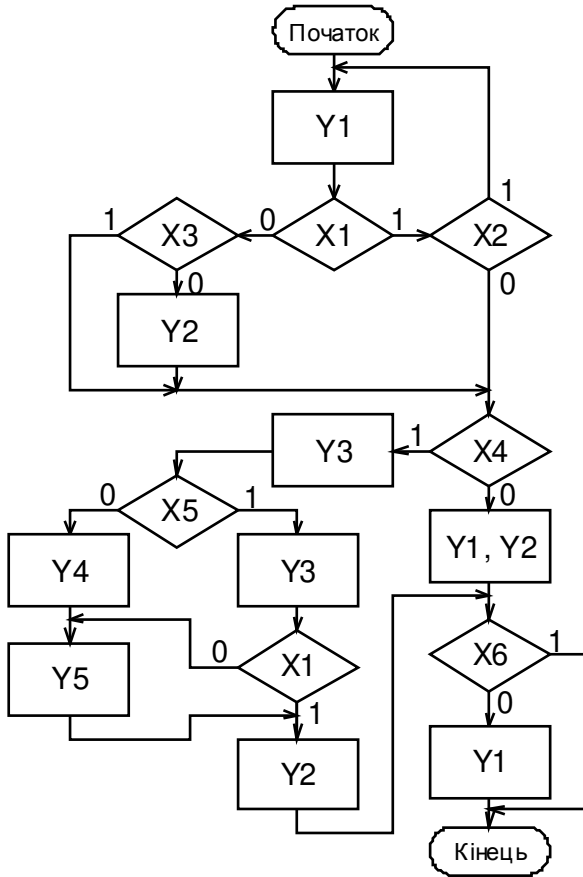 Початок
Y1
1
1 X3 0 X1 1 X2
0 0
Y2
Y3 1 X4
0 X5 1 0
Y4 Y3 Y1 , Y2
Y5 0 X1 X6 1
1 0
Y2 Y1
Кінець